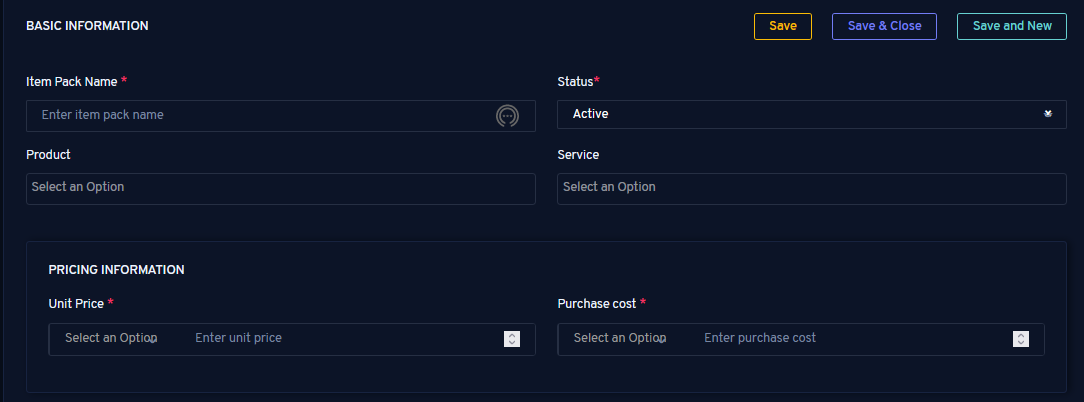 BASIC INFORMATION
Save
Save & Close
Save and New
Item Pack Name *
Status*
Enter item pack name
Active
Product
Service
Select an Option
Select an Option
PRICING INFORMATION
Unit Price *
Purchase cost *
Select an Option
Enter unit price
Select an Option
Enter purchase cost